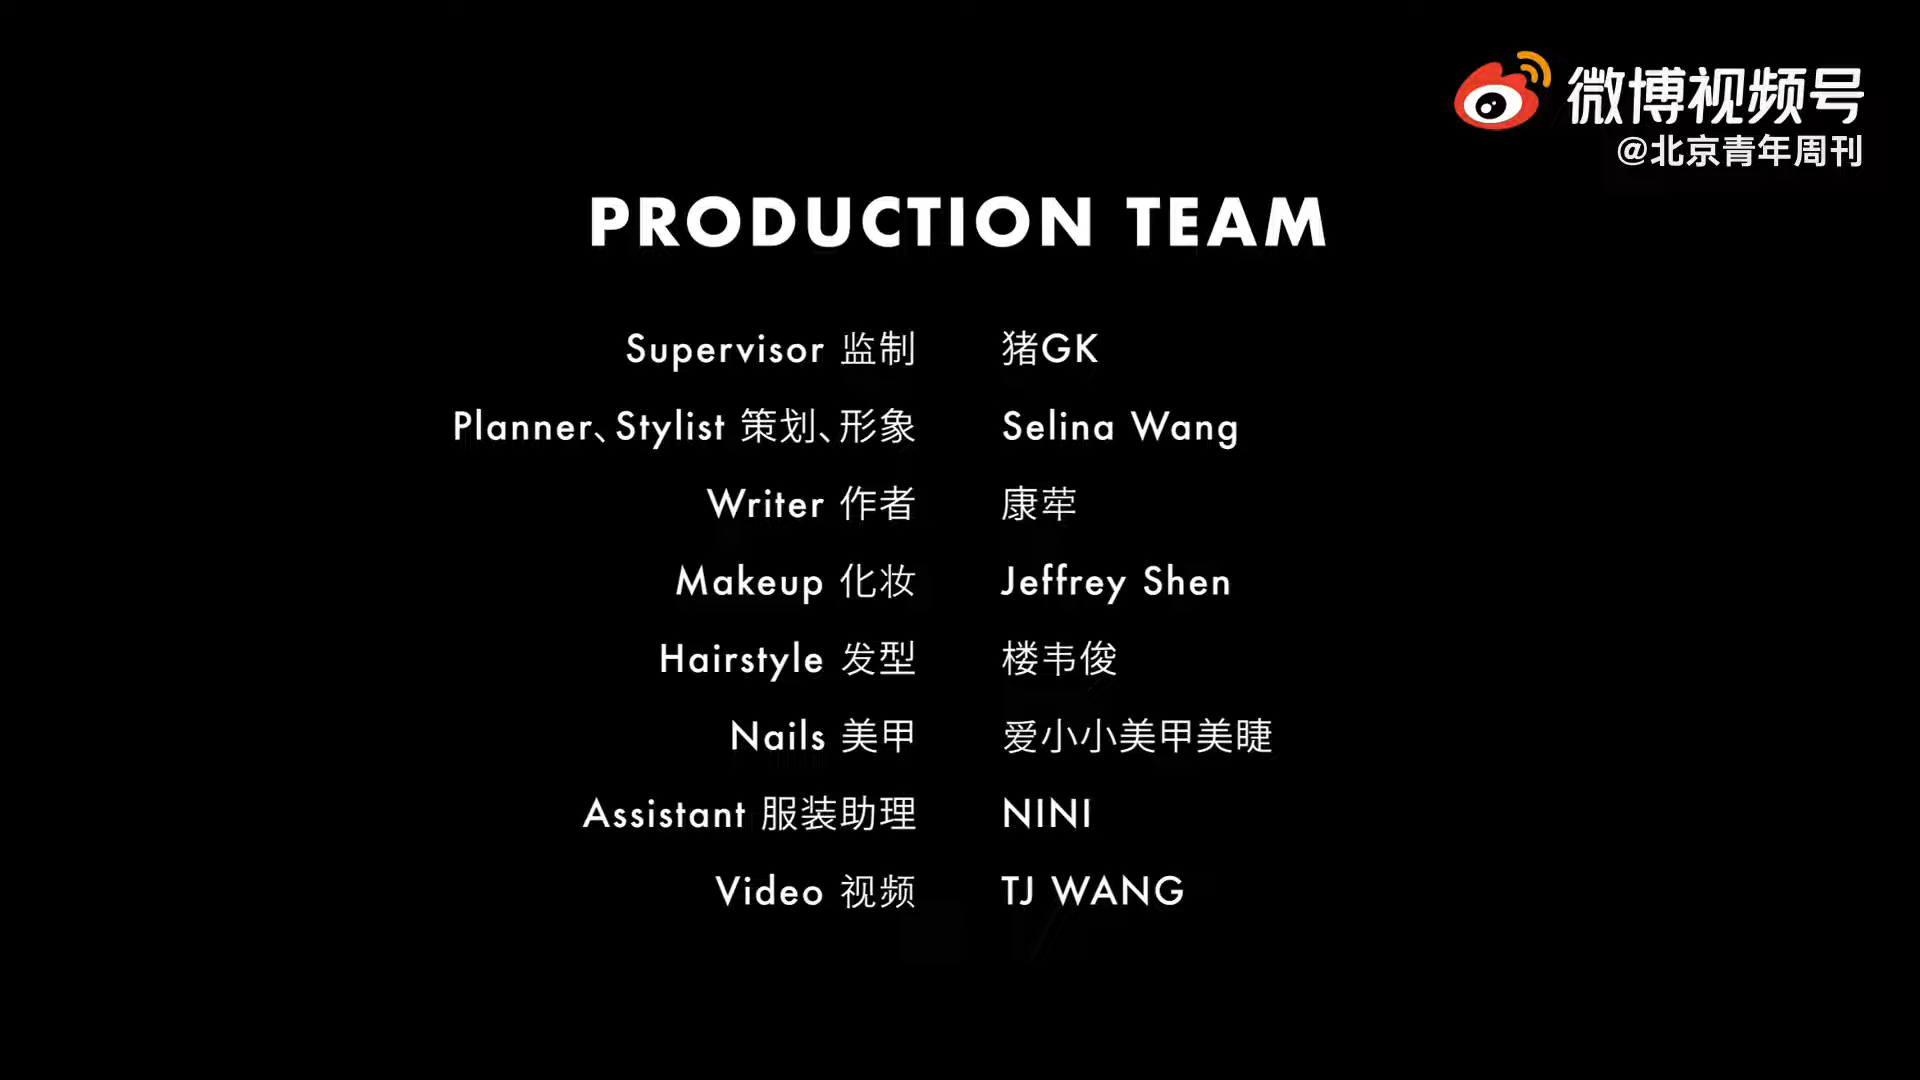 微博视频号
@北京青年周刊
PRODUCTION TEAM
Supervisor 监制 猪GK
Planner、Stylist 策划、形象 Selina Wang
Writer 作者 康荦
Makeup 化妆 Jeffrey Shen
Hairstyle 发型 楼韦俊
Nails 美甲 爱小小美甲美睫
Assistant 服装助理 NINI
Video 视频 TJ WANG